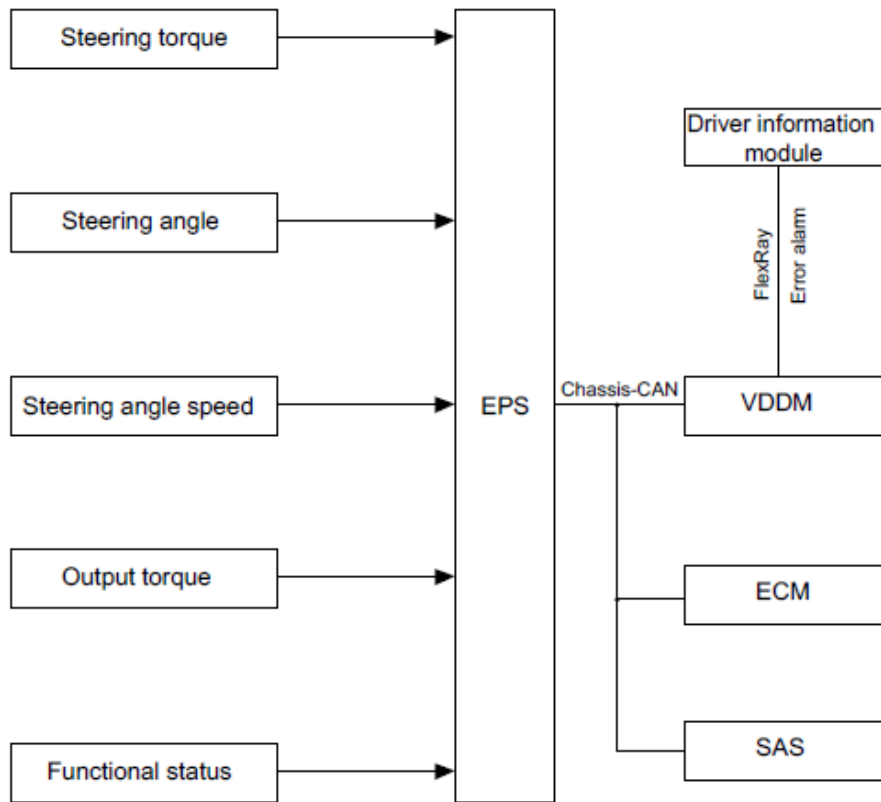 Steering torque
Driver information
module
Steering angle
FlexRay
Error alarm
Steering angle speed
EPS
Chassis-CAN
VDDM
Output torque
ECM
Functional status
SAS